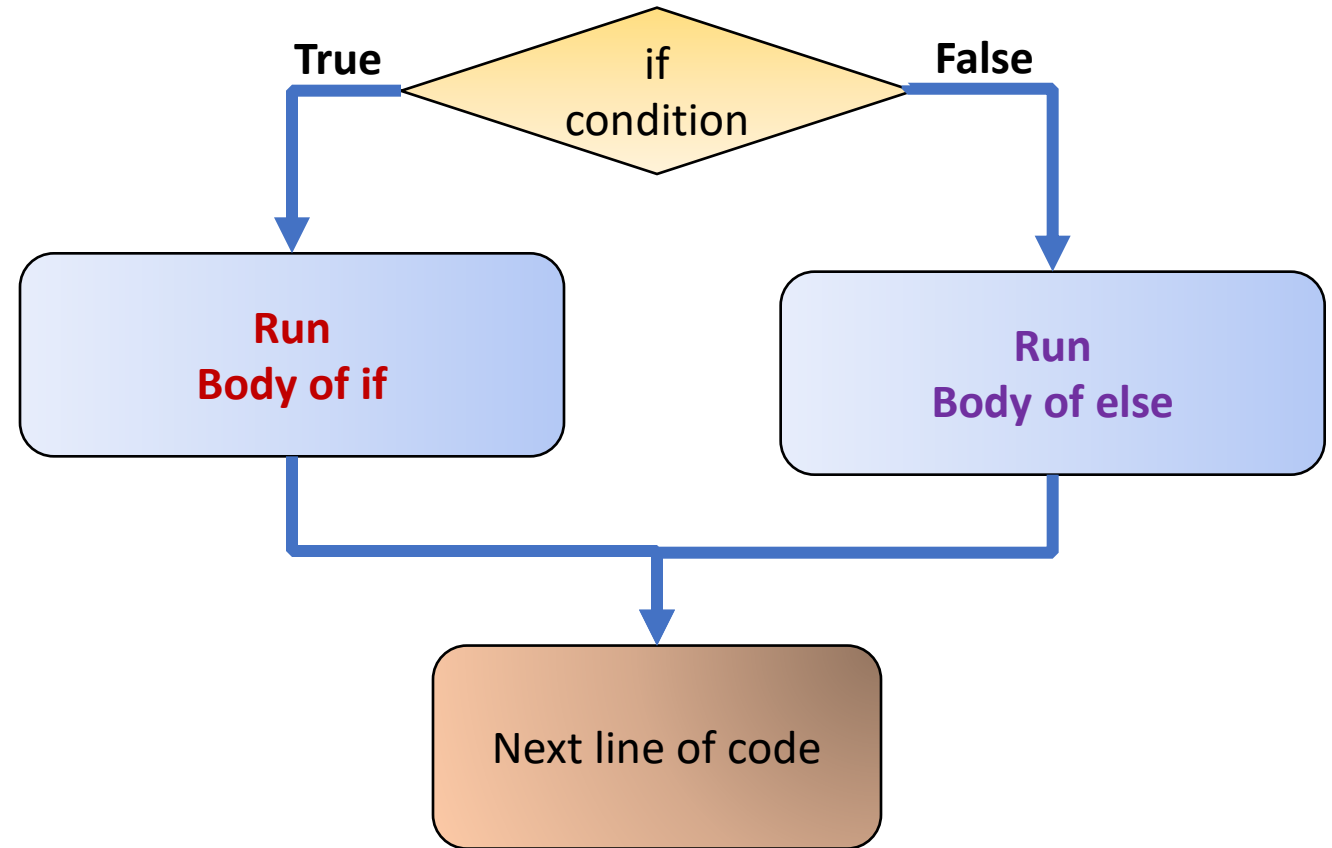 True
if
condition
False
Run
Body of if
Run
Body of else
Next line of code